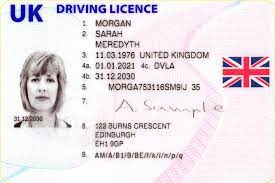 UK DRIVING LICENCE
1. MORGAN
2. SARAH
MEREDYTH
3. 11.03.1976 UNITED KINGDOM
4a. 01.01.2021 4c. DVLA
4b. 31.12.2030
5. MORGA753116SM9IJ 35
7. A Sample
8. 122 BURNS CRESCENT
EDINBURGH
EH1 9GP
9. AM/A/B1/B/BE/f/k/l/n/p/q
31.12.2030